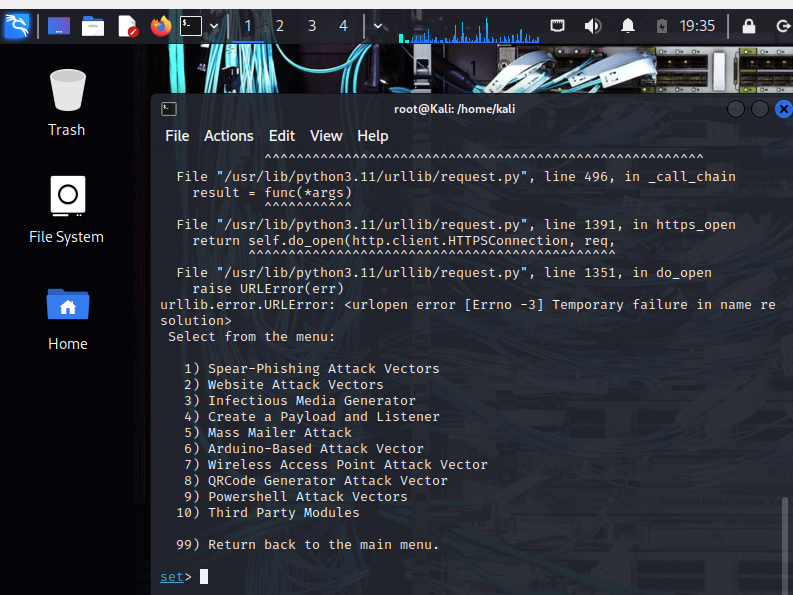 1 2 3 4 19:35
Trash
File System
Home
root@Kali: /home/kali
File Actions Edit View Help
^^^^^^^^^^^^^^^^^^^^^^^^^^^^^^^^^^^^^^^^^^^^^^^^^^^^^^^
File "/usr/lib/python3.11/urllib/request.py", line 496, in _call_chain
result = func(*args)
^^^^^^^^^^^
File "/usr/lib/python3.11/urllib/request.py", line 1391, in https_open
return self.do_open(http.client.HTTPSConnection, req,
^^^^^^^^^^^^^^^^^^^^^^^^^^^^^^^^^^^^^^^^^^^^^^
File "/usr/lib/python3.11/urllib/request.py", line 1351, in do_open
raise URLError(err)
urllib.error.URLError: <urlopen error [Errno -3] Temporary failure in name re
solution>
Select from the menu:
1) Spear-Phishing Attack Vectors
2) Website Attack Vectors
3) Infectious Media Generator
4) Create a Payload and Listener
5) Mass Mailer Attack
6) Arduino-Based Attack Vector
7) Wireless Access Point Attack Vector
8) QRCode Generator Attack Vector
9) Powershell Attack Vectors
10) Third Party Modules
99) Return back to the main menu.
set>